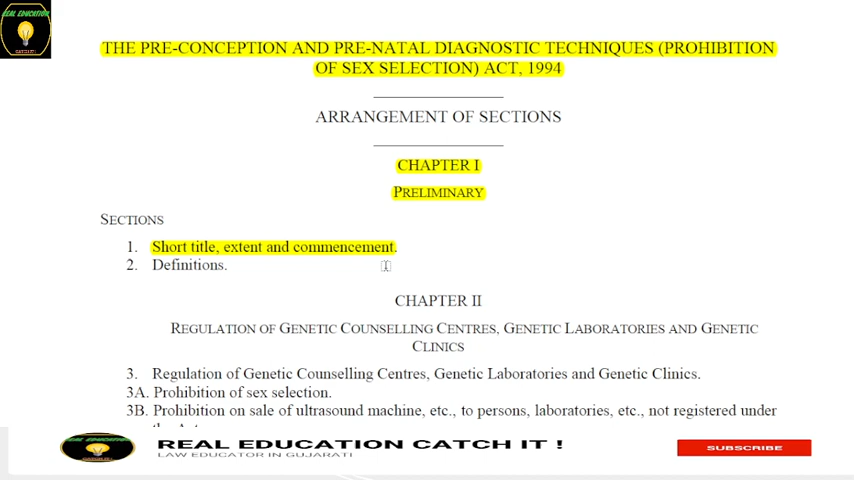 REAL EDUCATION
THE PRE-CONCEPTION AND PRE-NATAL DIAGNOSTIC TECHNIQUES (PROHIBITION
OF SEX SELECTION) ACT, 1994
ARRANGEMENT OF SECTIONS
CHAPTER I
PRELIMINARY
SECTIONS
1. Short title, extent and commencement.
2. Definitions.
CHAPTER II
REGULATION OF GENETIC COUNSELLING CENTRES, GENETIC LABORATORIES AND GENETIC
CLINICS
3. Regulation of Genetic Counselling Centres, Genetic Laboratories and Genetic Clinics.
3A. Prohibition of sex selection.
3B. Prohibition on sale of ultrasound machine, etc., to persons, laboratories, etc., not registered under
REAL EDUCATION
REAL EDUCATION CATCH IT !
LAW EDUCATOR IN GUJARATI
SUBSCRIBE